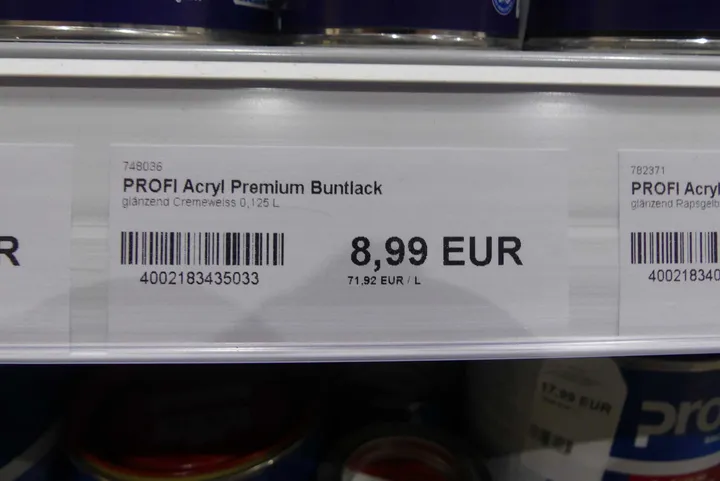 748036
PROFI Acryl Premium Buntlack
glänzend Cremeweiss 0,125 L
4002183435033
8,99 EUR
71,92 EUR / L
R
782371
PROFI Acryl
glänzend Rapsgelb
400218340
17,99 EUR
pro